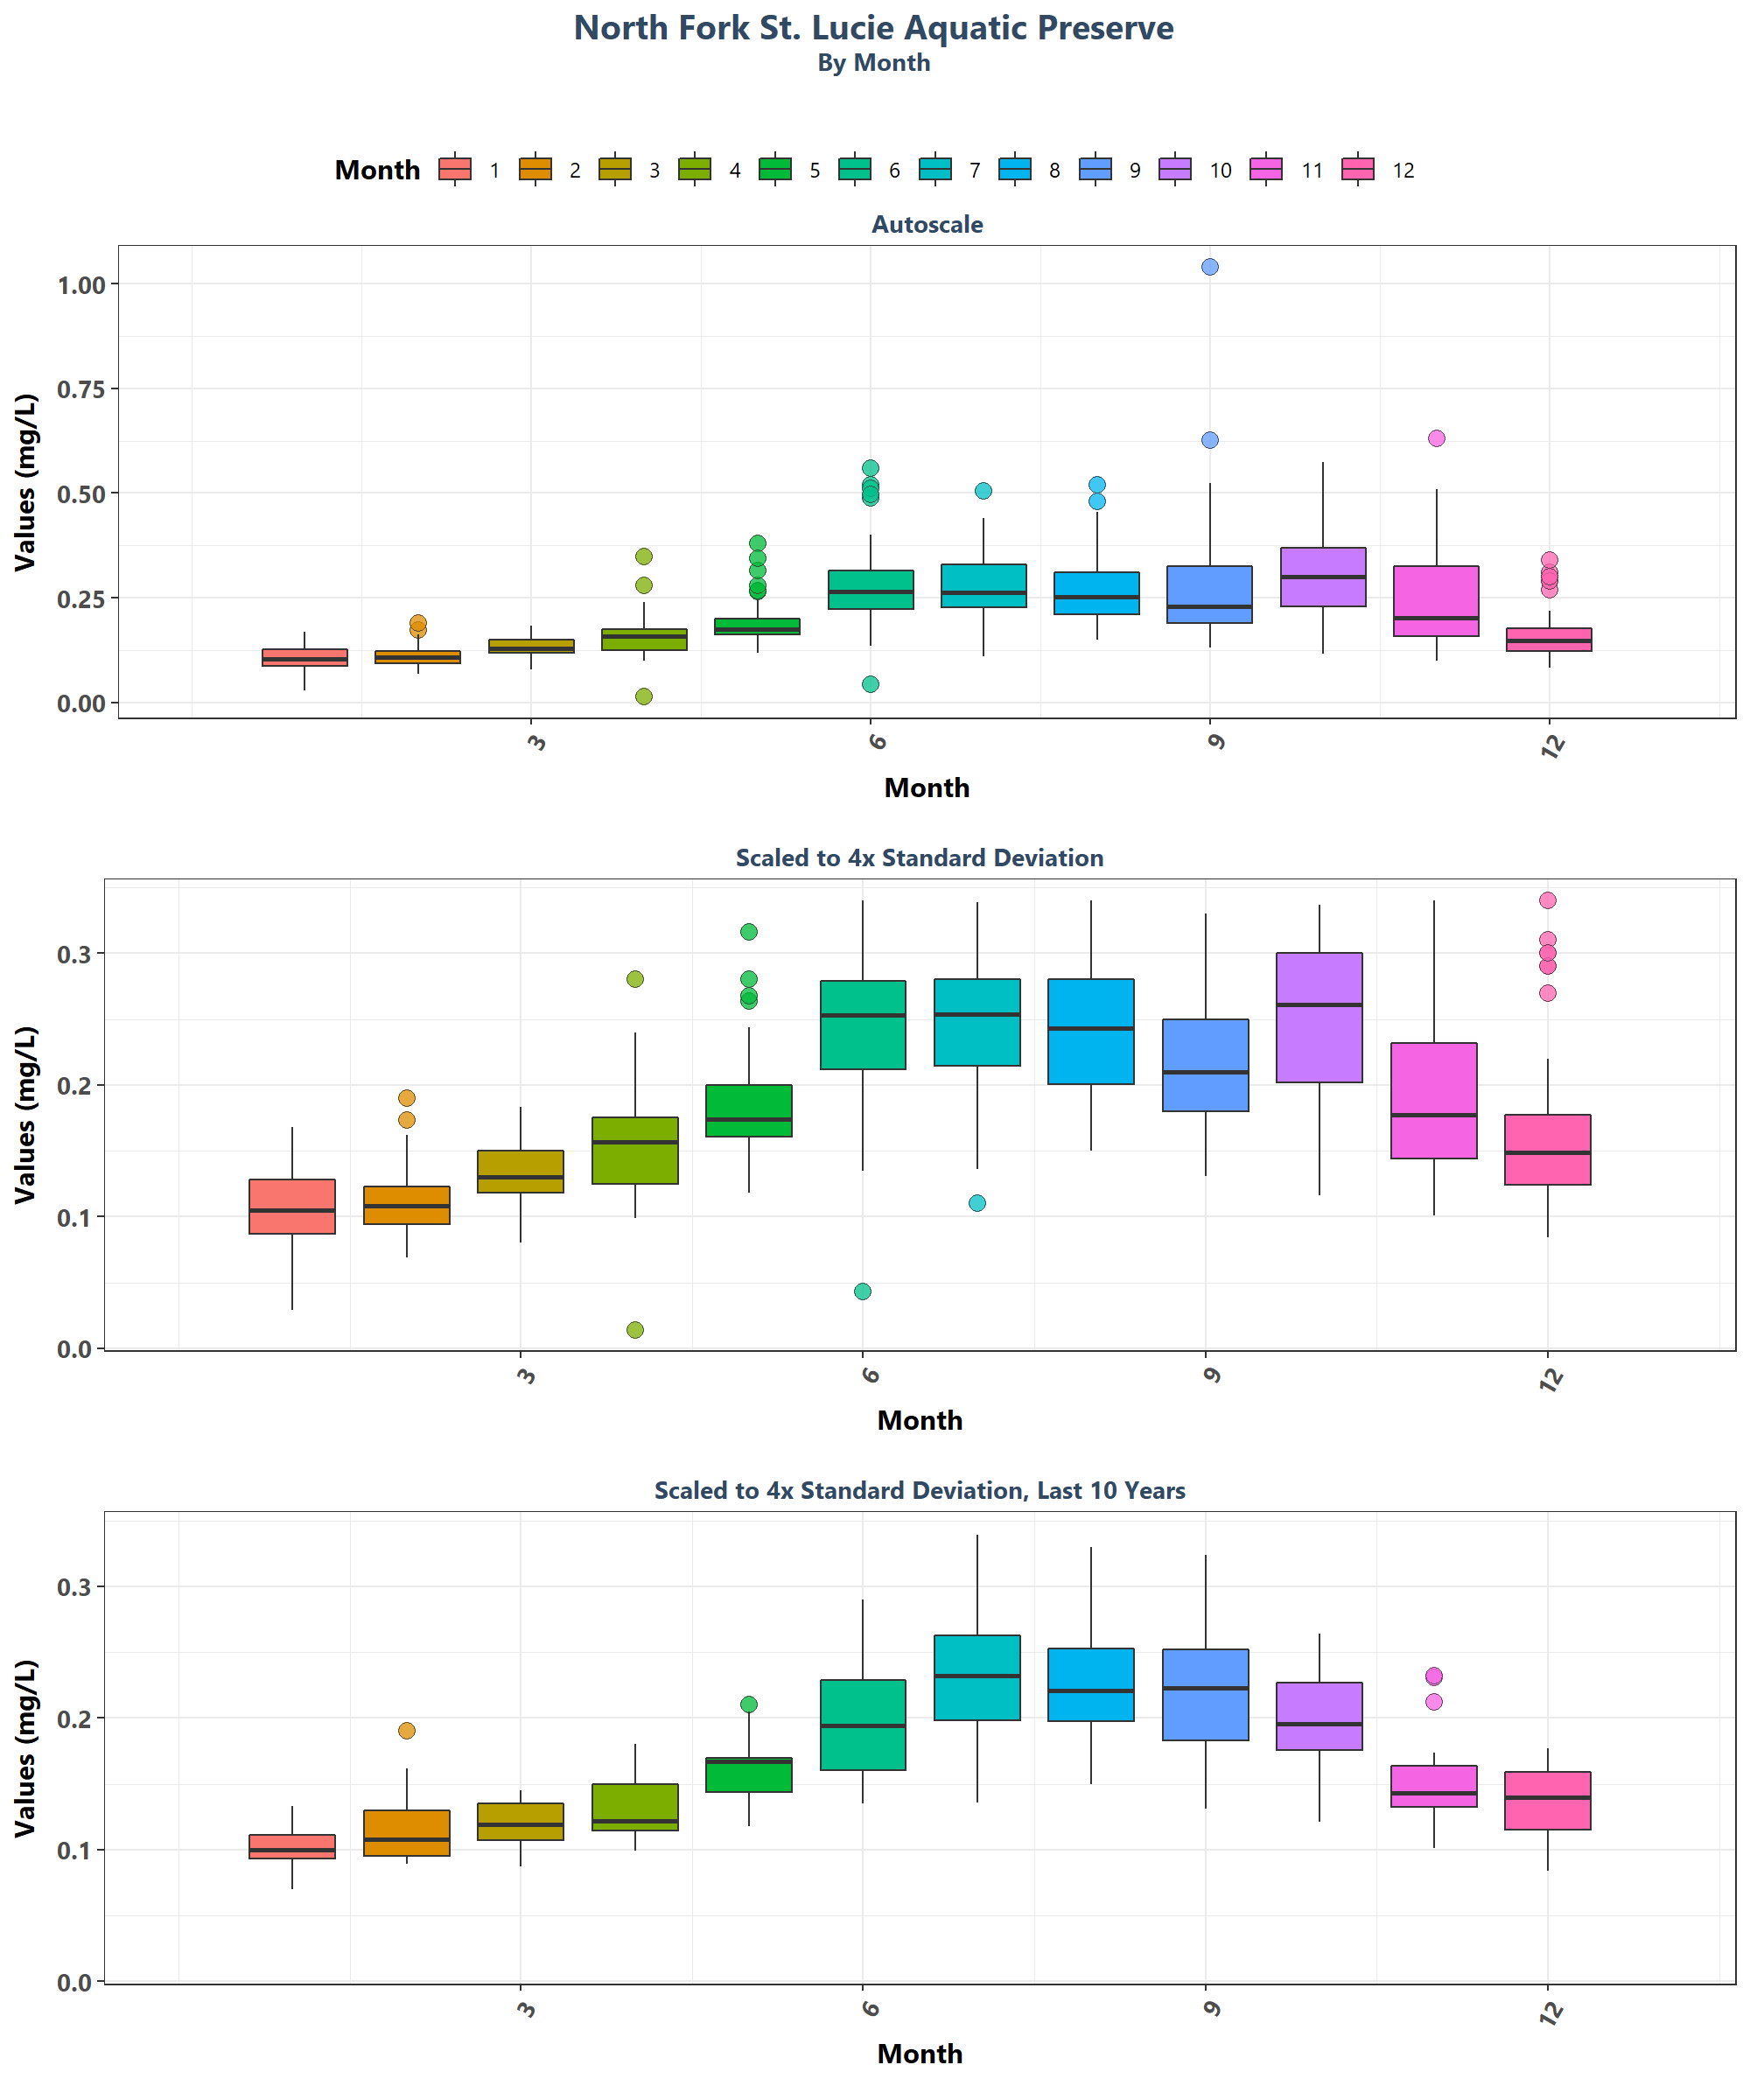 North Fork St. Lucie Aquatic Preserve
By Month
Month 1 2 3 4 5 6 7 8 9 10 11 12
Autoscale
Values (mg/L)
1.00
0.75
0.50
0.25
0.00
3 6 9 12
Month
Scaled to 4x Standard Deviation
Values (mg/L)
0.3
0.2
0.1
0.0
3 6 9 12
Month
Scaled to 4x Standard Deviation, Last 10 Years
Values (mg/L)
0.3
0.2
0.1
0.0
3 6 9 12
Month